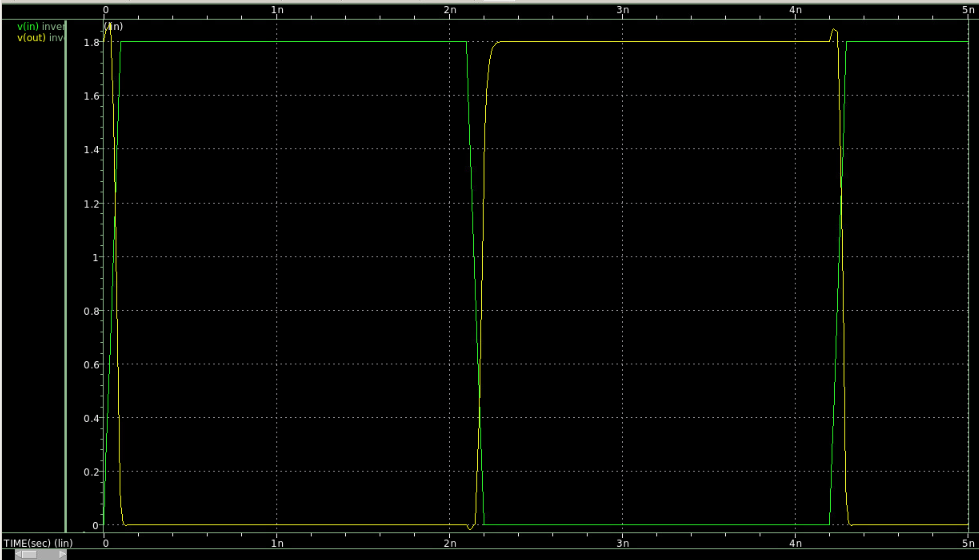 0 1n 2n 3n 4n 5n
v(in) inver
v(out) inv
(lin)
1.8
1.6
1.4
1.2
1
0.8
0.6
0.4
0.2
0
TIME(sec) (lin) 0 1n 2n 3n 4n 5n